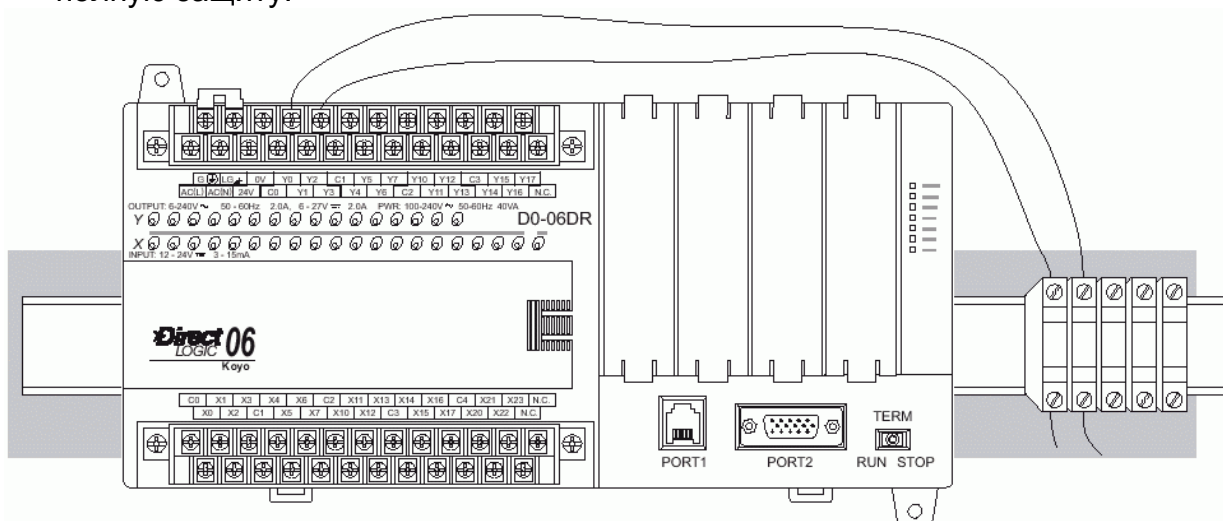 полную защиту.
G LG 0V Y0 Y2 C1 Y5 Y7 Y10 Y12 C3 Y15 Y17
AC(L) AC(N) 24V C0 Y1 Y3 Y4 Y6 C2 Y11 Y13 Y14 Y16 N.C.
OUTPUT: 6-240V ~ 50 - 60Hz 2.0A, 6 - 27V ⎓ 2.0A PWR: 100-240V ~ 50-60Hz 40VA
Y D0-06DR
X
INPUT: 12 - 24V ⎓ 3 - 15mA
Direct 06
LOGIC
Koyo
C0 X1 X3 X4 X6 C2 X11 X13 X14 X16 C4 X21 X23 N.C.
X0 X2 C1 X5 X7 X10 X12 C3 X15 X17 X20 X22 N.C.
TERM
PORT1 PORT2 RUN STOP